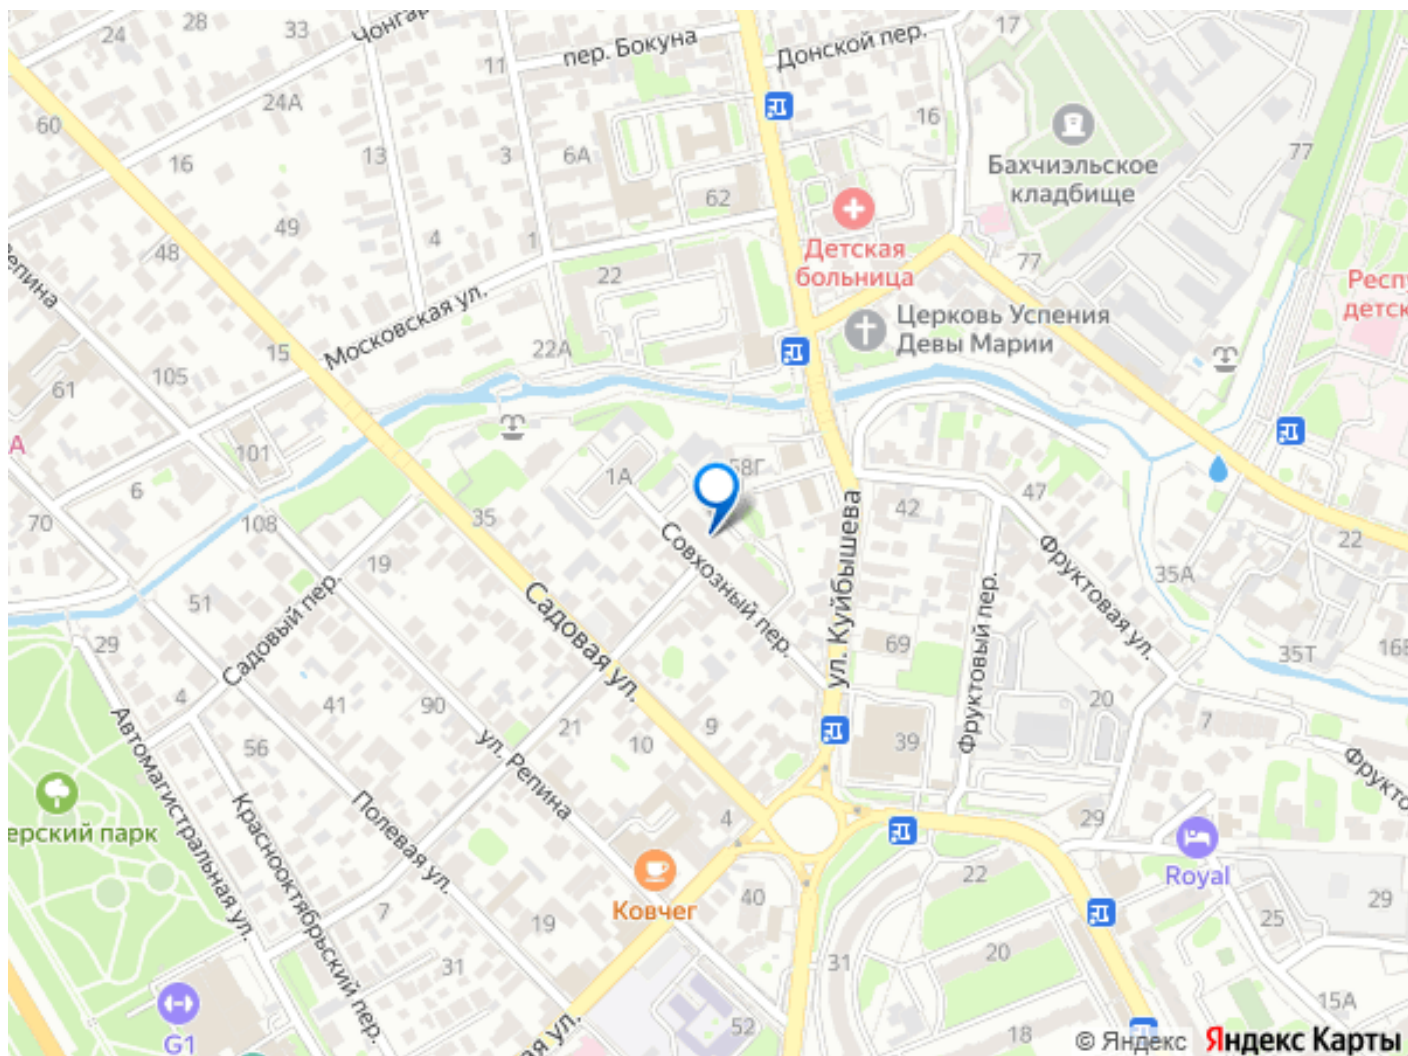 24
28
33
Чонгар
17
пер. Бокуна
11
Донской пер.
24А
16
60
77
Бахчиэльское
кладбище
16
13
3
6А
62
Детская
больница
49
48
4
1
22
77
Репина
Респу
детск
Церковь Успения
Девы Марии
Московская ул.
15
22А
105
61
А
101
1А
58Г
6
47
42
70
108
35
19
Совхозный пер.
ул. Куйбышева
Фруктовая ул.
22
35А
51
Садовый пер.
Садовая ул.
29
69
Фруктовый пер.
35Т
16Б
4
41
90
21
9
20
7
Автомагистральная ул.
56
10
39
ул. Репина
Фрукто
ерский парк
Краснооктябрьский пер.
Полевая ул.
4
29
Royal
Ковчег
40
22
29
7
19
25
31
31
20
G1
52
18
15А
вая ул.
© Яндекс Яндекс Карты